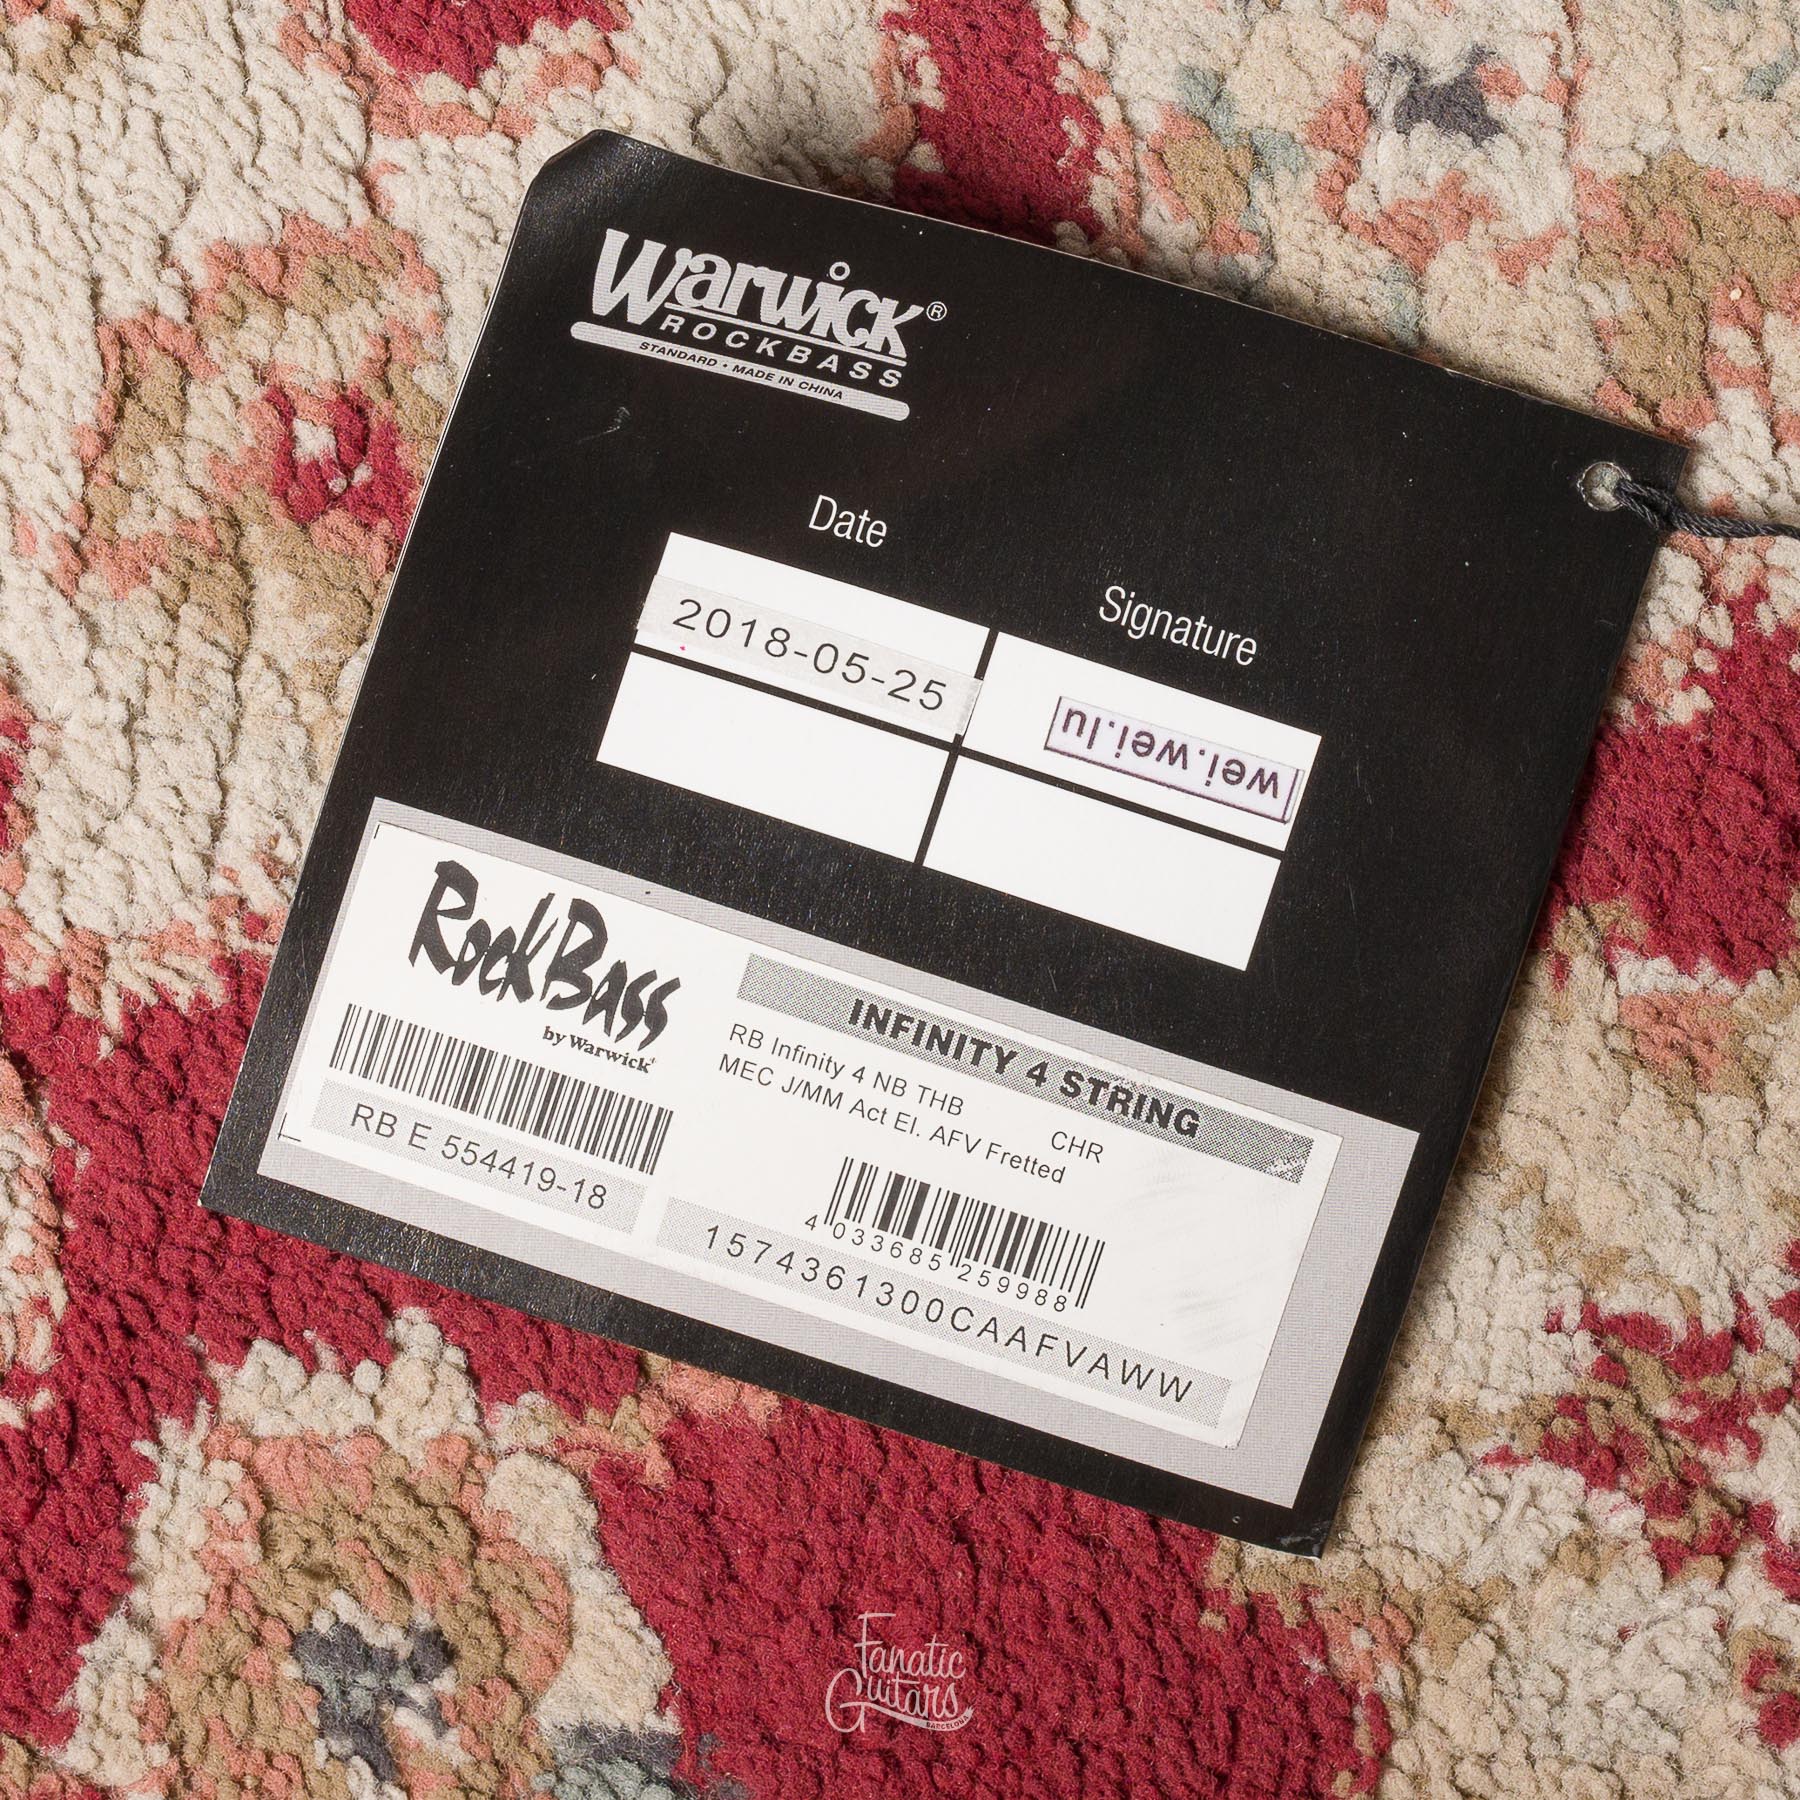 Warwick®
ROCKBASS
STANDARD • MADE IN CHINA
Date
Signature
2018-05-25
wei.wei.lu
RockBass
by Warwick
RB E 554419-18
INFINITY 4 STRING
RB Infinity 4 NB THB CHR
MEC J/MM Act El. AFV Fretted
4 033685 259988
1574361300CAAFVAWW
Fanatic
Guitars
BARCELONA